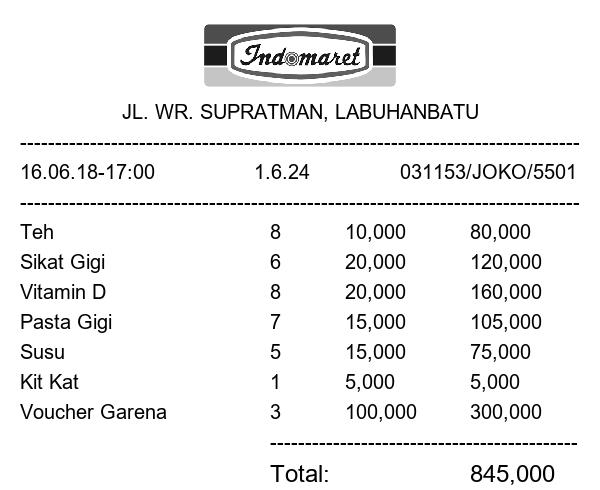 Indomaret
JL. WR. SUPRATMAN, LABUHANBATU
16.06.18-17:00 1.6.24 031153/JOKO/5501
Teh 8 10,000 80,000
Sikat Gigi 6 20,000 120,000
Vitamin D 8 20,000 160,000
Pasta Gigi 7 15,000 105,000
Susu 5 15,000 75,000
Kit Kat 1 5,000 5,000
Voucher Garena 3 100,000 300,000
Total: 845,000